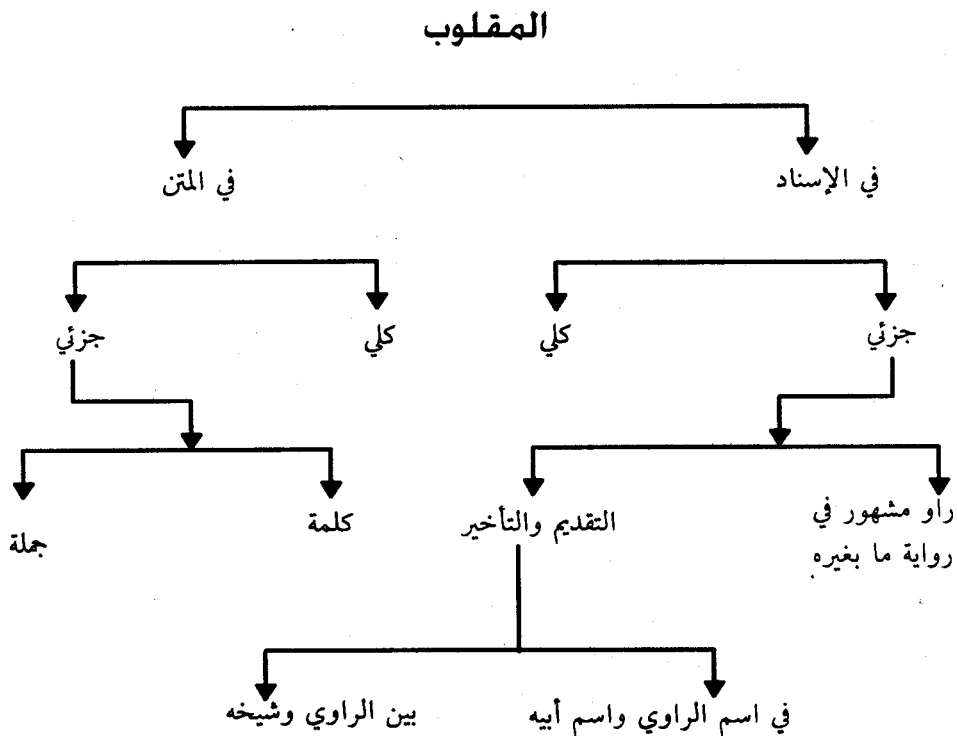 المقلوب
في الإسناد
في المتن
جزئي
كلي
كلي
جزئي
راو مشهور في
رواية ما بغيره
التقديم والتأخير
كلمة
جملة
في اسم الراوي واسم أبيه
بين الراوي وشيخه